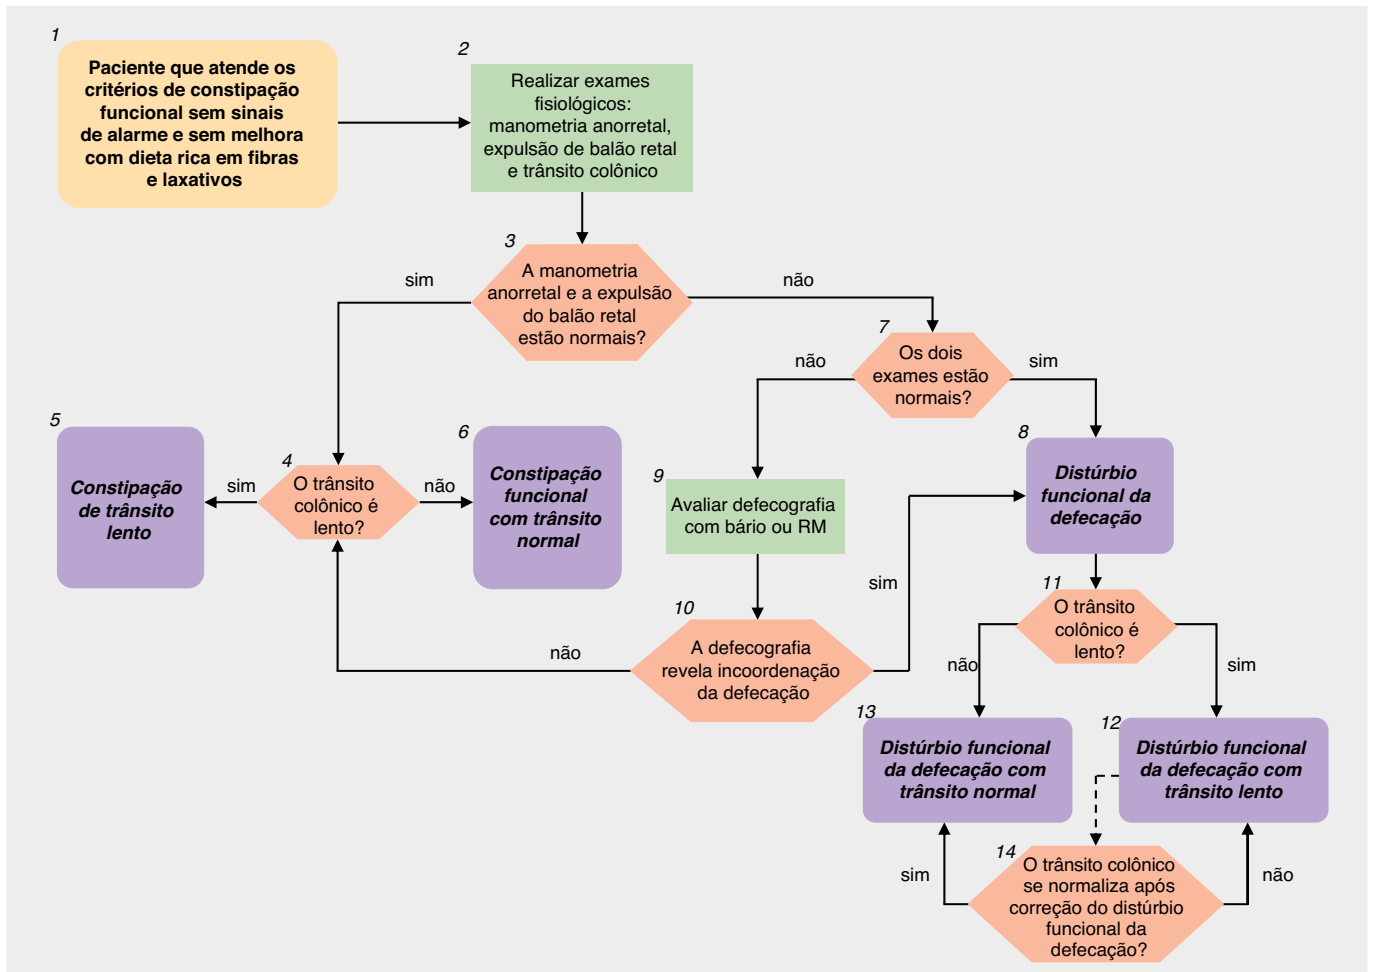 1
Paciente que atende os
critérios de constipação
funcional sem sinais
de alarme e sem melhora
com dieta rica em fibras
e laxativos
2
Realizar exames
fisiológicos:
manometria anorretal,
expulsão de balão retal
e trânsito colônico
3
A manometria
anorretal e a expulsão
do balão retal
estão normais?
sim
não
7
Os dois
exames estão
normais?
não
sim
5
Constipação
de trânsito
lento
sim
4
O trânsito
colônico é
lento?
não
6
Constipação
funcional
com trânsito
normal
9
Avaliar defecografia
com bário ou RM
8
Distúrbio
funcional da
defecação
10
A defecografia
revela incoordenação
da defecação
não
sim
11
O trânsito
colônico é
lento?
não
sim
13
Distúrbio funcional
da defecação com
trânsito normal
12
Distúrbio funcional
da defecação com
trânsito lento
14
O trânsito colônico
se normaliza após
correção do distúrbio
funcional da
defecação?
sim
não